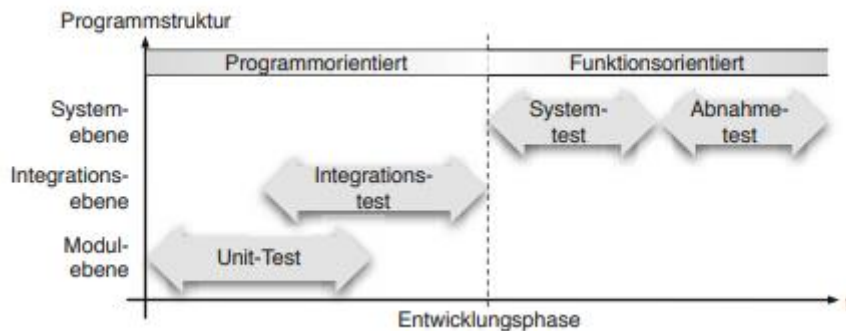 Programmstruktur
Programmorientiert
Funktionsorientiert
System-
ebene
System-
test
Abnahme-
test
Integrations-
ebene
Integrations-
test
Modul-
ebene
Unit-Test
Entwicklungsphase